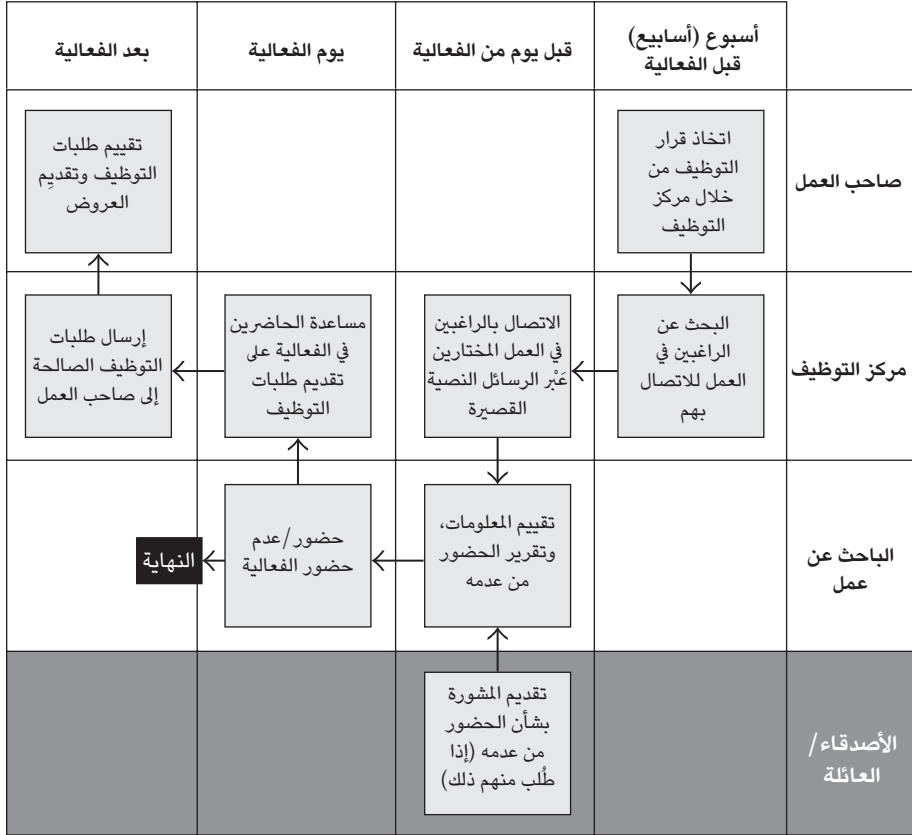 أسبوع (أسابيع)
قبل الفعالية
قبل يوم من الفعالية
يوم الفعالية
بعد الفعالية
صاحب العمل
اتخاذ قرار
التوظيف من
خلال مركز
التوظيف
تقييم طلبات
التوظيف وتقديِم
العروض
مركز التوظيف
البحث عن
الراغبين في
العمل للاتصال
بهم
الاتصال بالراغبين
في العمل المختارين
عَبْر الرسائل النصية
القصيرة
مساعدة الحاضرين
في الفعالية على
تقديم طلبات
التوظيف
إرسال طلبات
التوظيف الصالحة
إلى صاحب العمل
الباحث عن
عمل
تقييم المعلومات،
وتقرير الحضور
من عدمه
حضور/عدم
حضور الفعالية
النهاية
الأصدقاء/
العائلة
تقديم المشورة
بشأن الحضور
من عدمه (إذا
طُلب منهم ذلك)